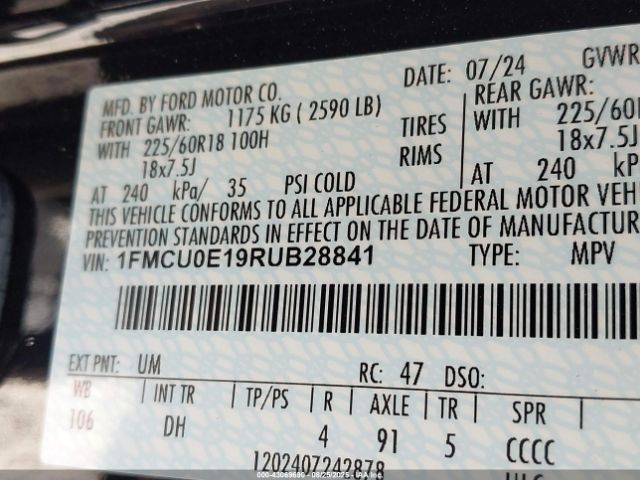 MFD. BY FORD MOTOR CO. DATE: 07/24 GVWR
FRONT GAWR: 1175 KG ( 2590 LB) REAR GAWR:
WITH 225/60R18 100H TIRES WITH 225/60R
18x7.5J RIMS 18x7.5J
AT 240 kPa/ 35 PSI COLD AT 240 kP
THIS VEHICLE CONFORMS TO ALL APPLICABLE FEDERAL MOTOR VEH
PREVENTION STANDARDS IN EFFECT ON THE DATE OF MANUFACTUR
VIN: 1FMCU0E19RUB28841 TYPE: MPV
EXT PNT: UM RC: 47 DSO:
WB INT TR TP/PS R AXLE TR SPR
106 DH 4 91 5 CCCC
1202407242878